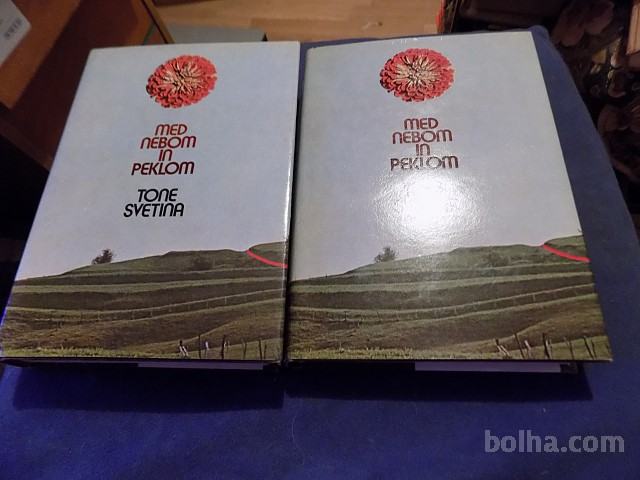 MED
NEBOM
IN
PEKLOM
TONE
SVETINA
MED
NEBOM
IN
PEKLOM
bolha.com